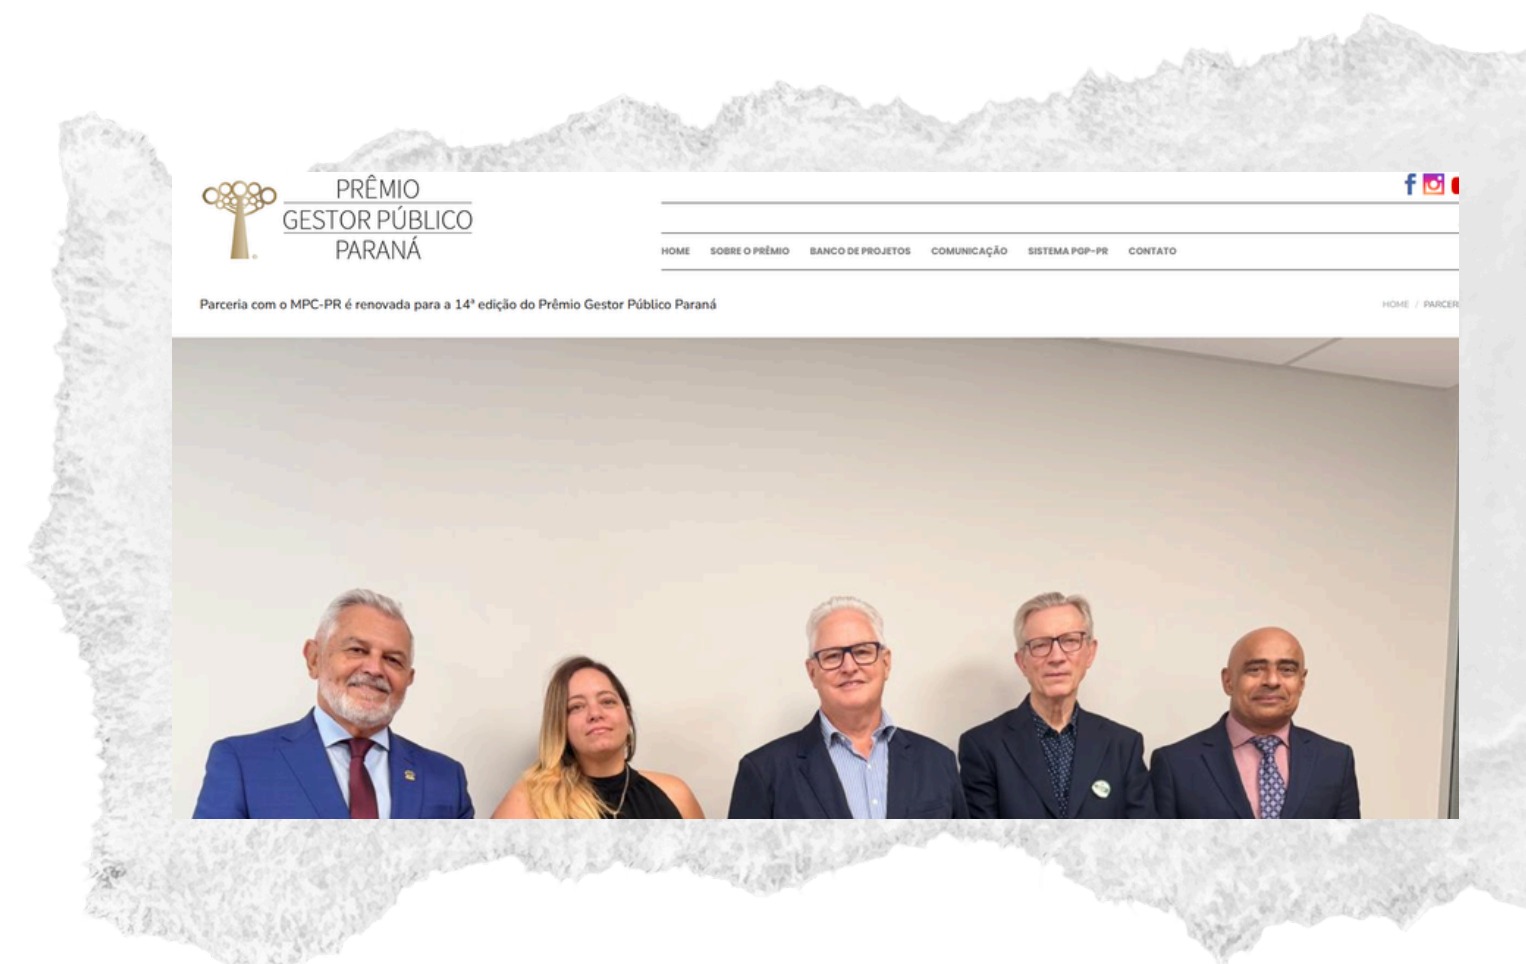 PRÊMIO
GESTOR PÚBLICO
PARANÁ
HOME SOBRE O PRÊMIO BANCO DE PROJETOS COMUNICAÇÃO SISTEMA PGP-PR CONTATO
Parceria com o MPC-PR é renovada para a 14ª edição do Prêmio Gestor Público Paraná
HOME / PARCER